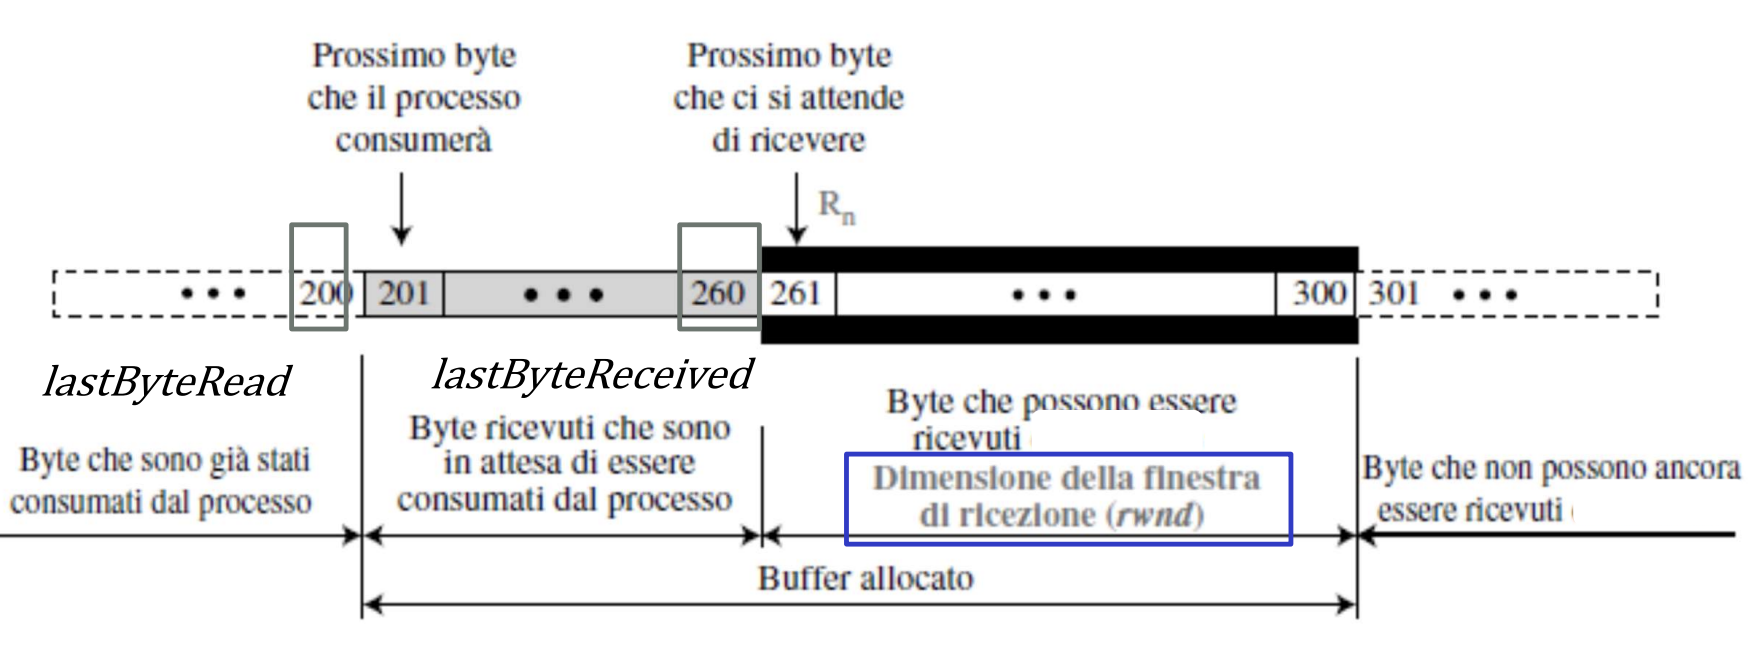 Prossimo byte
che il processo
consumerà
Prossimo byte
che ci si attende
di ricevere
Rn
••• 200 201 ••• 260 261 ••• 300 301 •••
lastByteRead
lastByteReceived
Byte che sono già stati
consumati dal processo
Byte ricevuti che sono
in attesa di essere
consumati dal processo
Byte che possono essere
ricevuti
Dimensione della finestra
di ricezione (rwnd)
Byte che non possono ancora
essere ricevuti
Buffer allocato